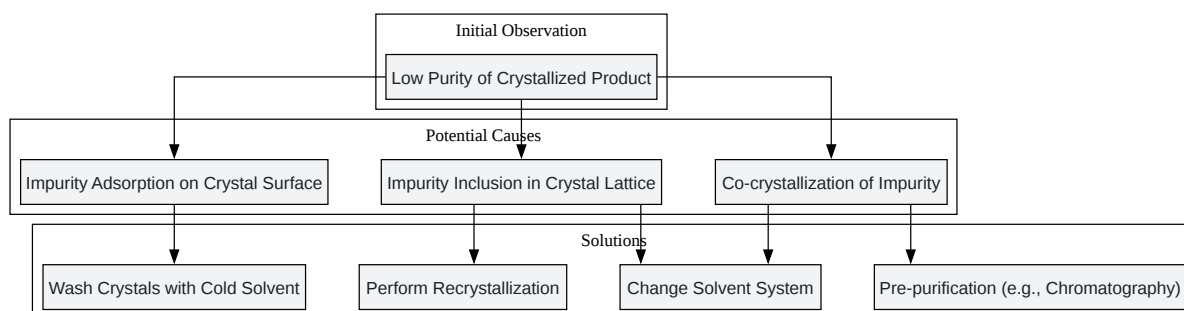 Initial Observation
Low Purity of Crystallized Product
Potential Causes
Impurity Adsorption on Crystal Surface
Impurity Inclusion in Crystal Lattice
Co-crystallization of Impurity
Solutions
Wash Crystals with Cold Solvent
Perform Recrystallization
Change Solvent System
Pre-purification (e.g., Chromatography)